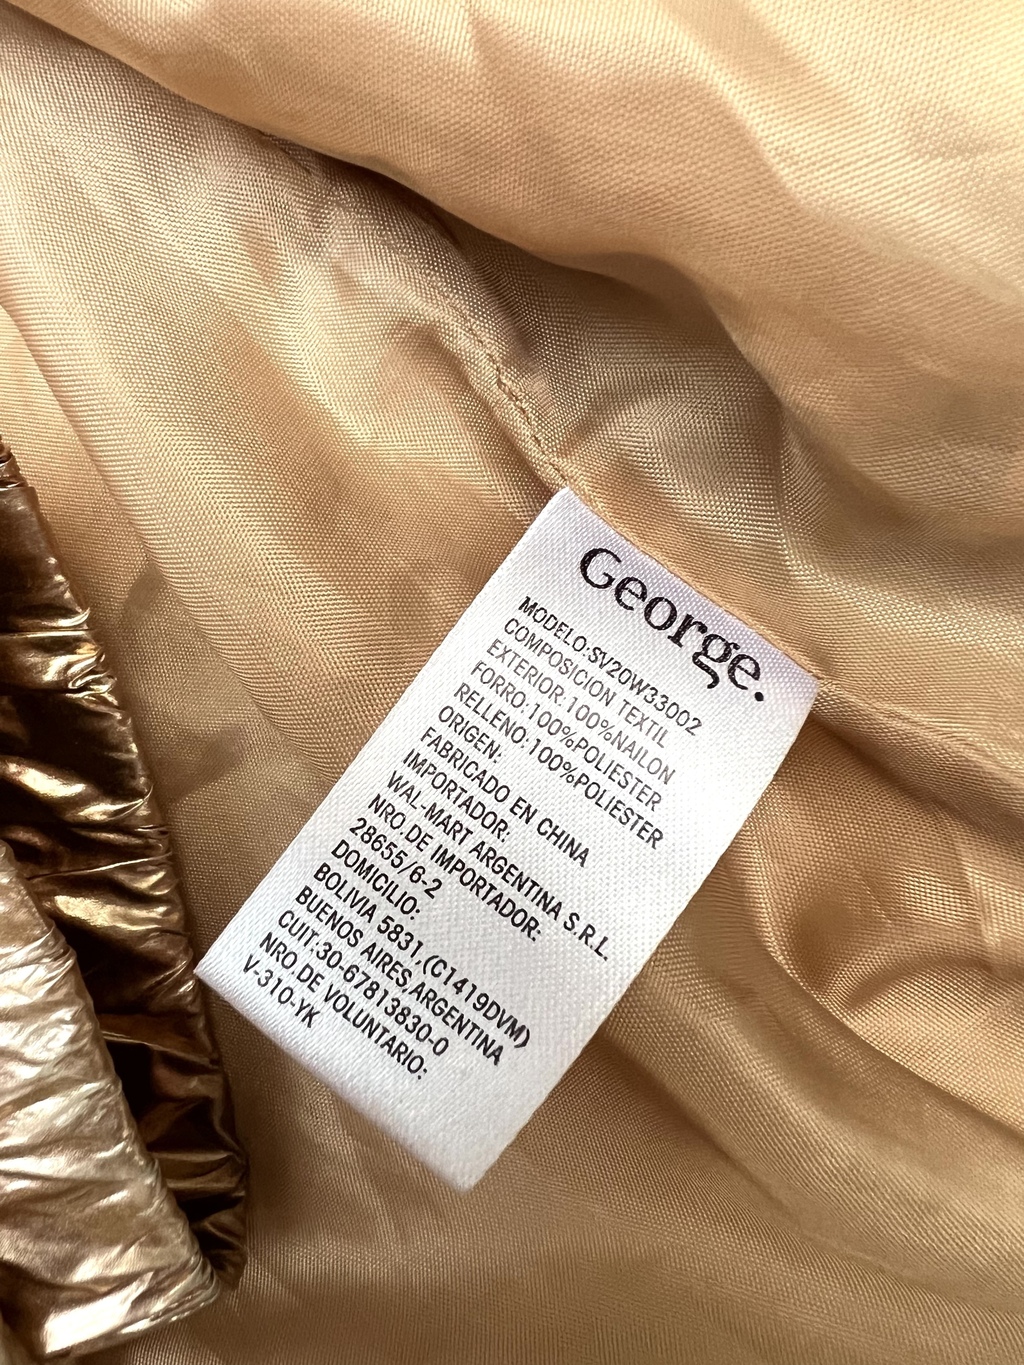 George.
MODELO:SV20W33002
COMPOSICION TEXTIL
EXTERIOR:100%NAILON
FORRO:100%POLIESTER
RELLENO:100%POLIESTER
ORIGEN:
FABRICADO EN CHINA
IMPORTADOR:
WAL-MART ARGENTINA S.R.L.
NRO.DE IMPORTADOR:
28655/6-2
DOMICILIO:
BOLIVIA 5831,(C1419DVM)
BUENOS AIRES,ARGENTINA
CUIT:30-67813830-0
NRO.DE VOLUNTARIO:
V-310-YK